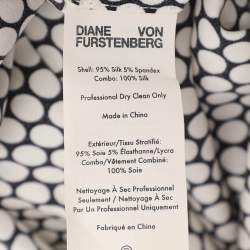 DIANE VON
FURSTENBERG
Shell: 95% Silk 5% Spandex
Combo: 100% Silk
Professional Dry Clean Only
Made in China
Extérieur/Tissu Stratifié:
95% Soie 5% Élasthanne/Lycra
Combo/Vêtement Combiné:
100% Soie
Nettoyage À Sec Professionnel
Seulement / Nettoyage À Sec
Par Un Professionnel Uniquement
Fabriqué en Chine